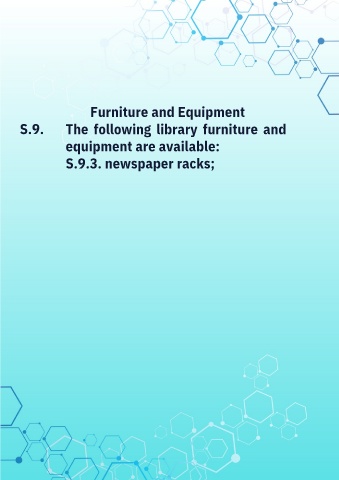 Furniture and Equipment
S.9. The following library furniture and
equipment are available:
S.9.3. newspaper racks;